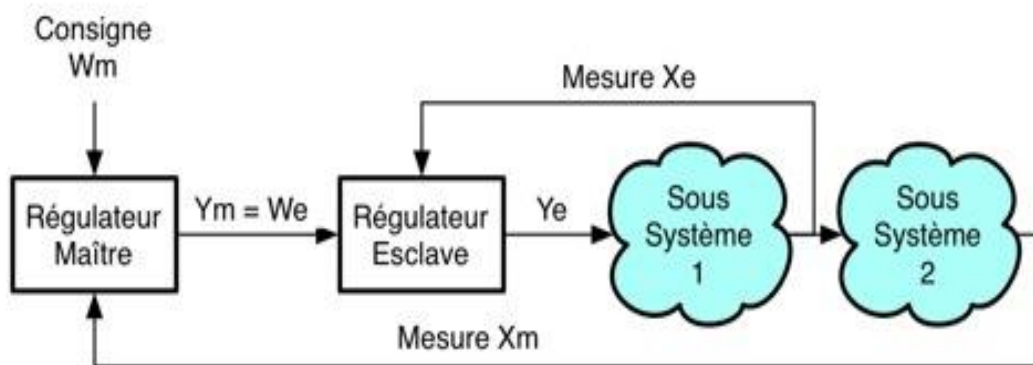 Consigne
Wm
Mesure Xe
Régulateur
Maître
Ym = We
Régulateur
Esclave
Ye
Sous
Système
1
Sous
Système
2
Mesure Xm